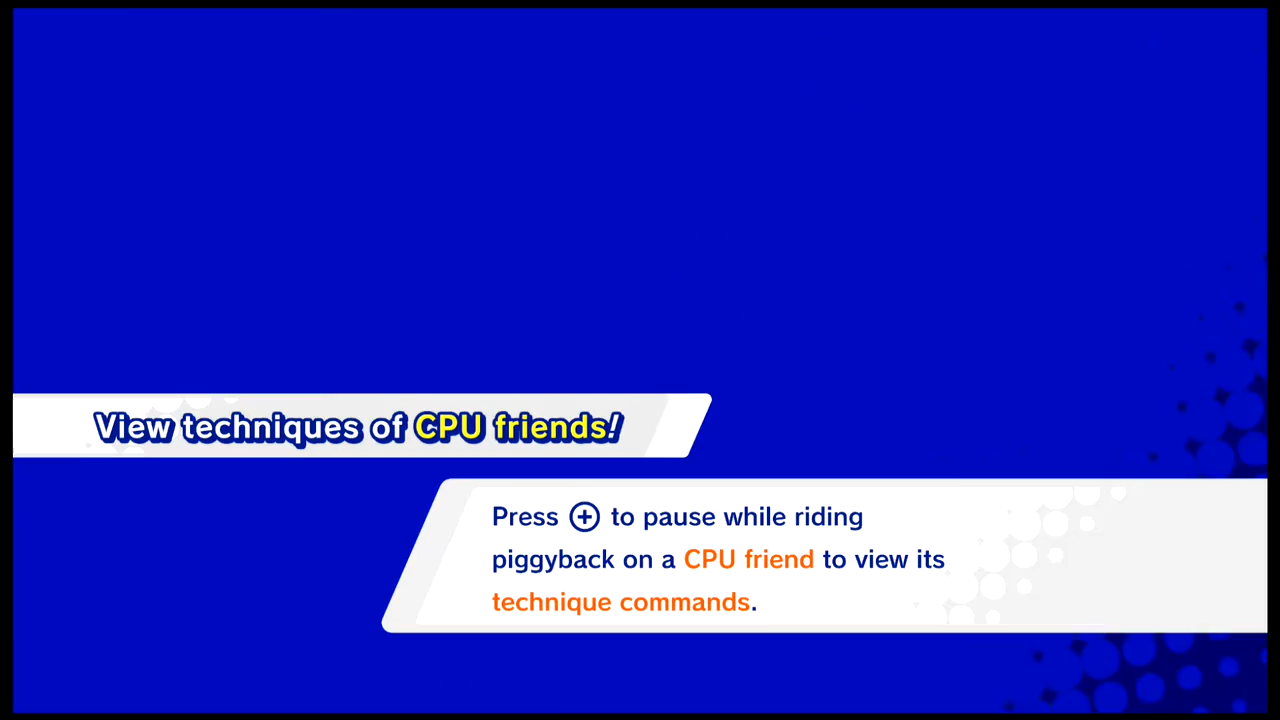 View techniques of CPU friends!
Press ⊕ to pause while riding
piggyback on a CPU friend to view its
technique commands.